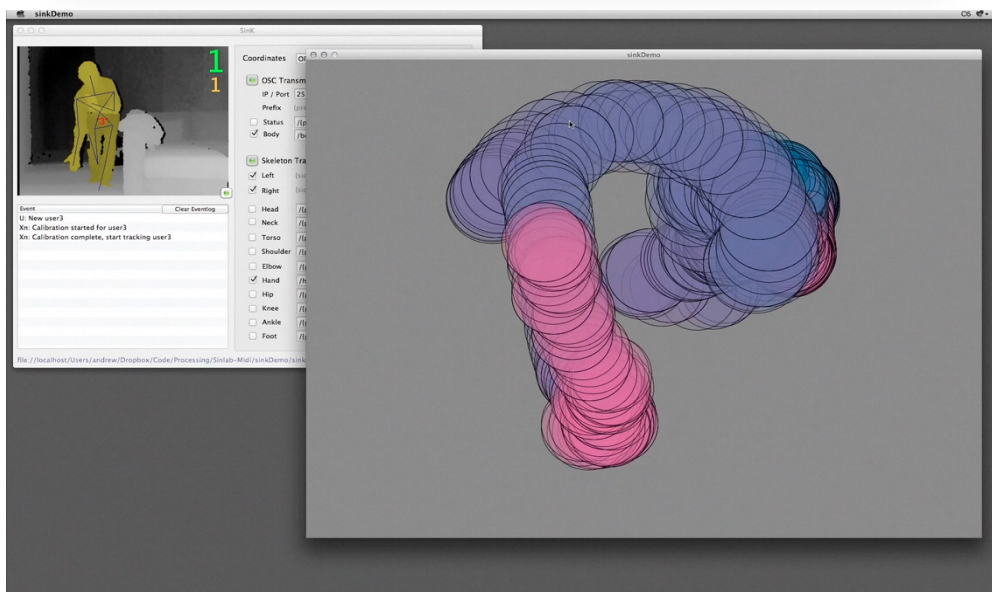 sinkDemo
OS
SinK
1
1
3
Event Clear Eventlog
U: New user3
Xn: Calibration started for user3
Xn: Calibration complete, start tracking user3
Coordinates
OSC Transm
IP / Port 25
Prefix
Status
Body
Skeleton Tra
Left
Right
Head
Neck
Torso
Shoulder
Elbow
Hand
Hip
Knee
Ankle
Foot
file://localhost/Users/andrew/Dropbox/Code/Processing/Sinlab-Midi/sinkDemo/sink
sinkDemo